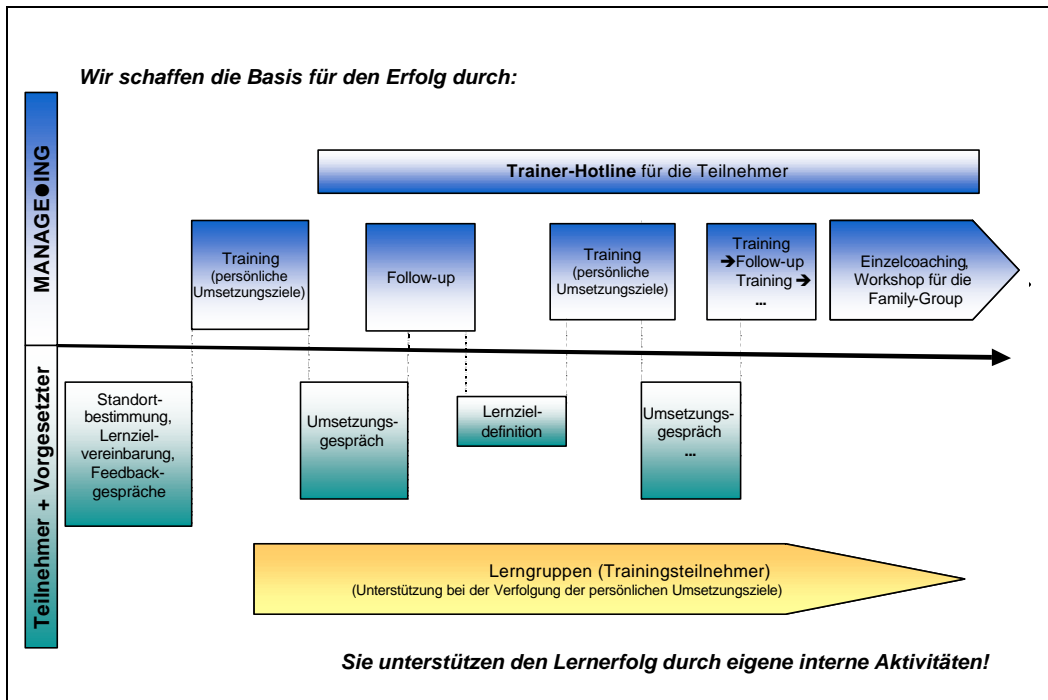 Wir schaffen die Basis für den Erfolg durch:
MANAGE●ING
Trainer-Hotline für die Teilnehmer
Training
(persönliche
Umsetzungsziele)
Follow-up
Training
(persönliche
Umsetzungsziele)
Training
➔Follow-up
Training ➔
...
Einzelcoaching,
Workshop für die
Family-Group
Teilnehmer + Vorgesetzter
Standort-
bestimmung,
Lernziel-
vereinbarung,
Feedback-
gespräche
Umsetzungs-
gespräch
Lernziel-
definition
Umsetzungs-
gespräch
...
Lerngruppen (Trainingsteilnehmer)
(Unterstützung bei der Verfolgung der persönlichen Umsetzungsziele)
Sie unterstützen den Lernerfolg durch eigene interne Aktivitäten!